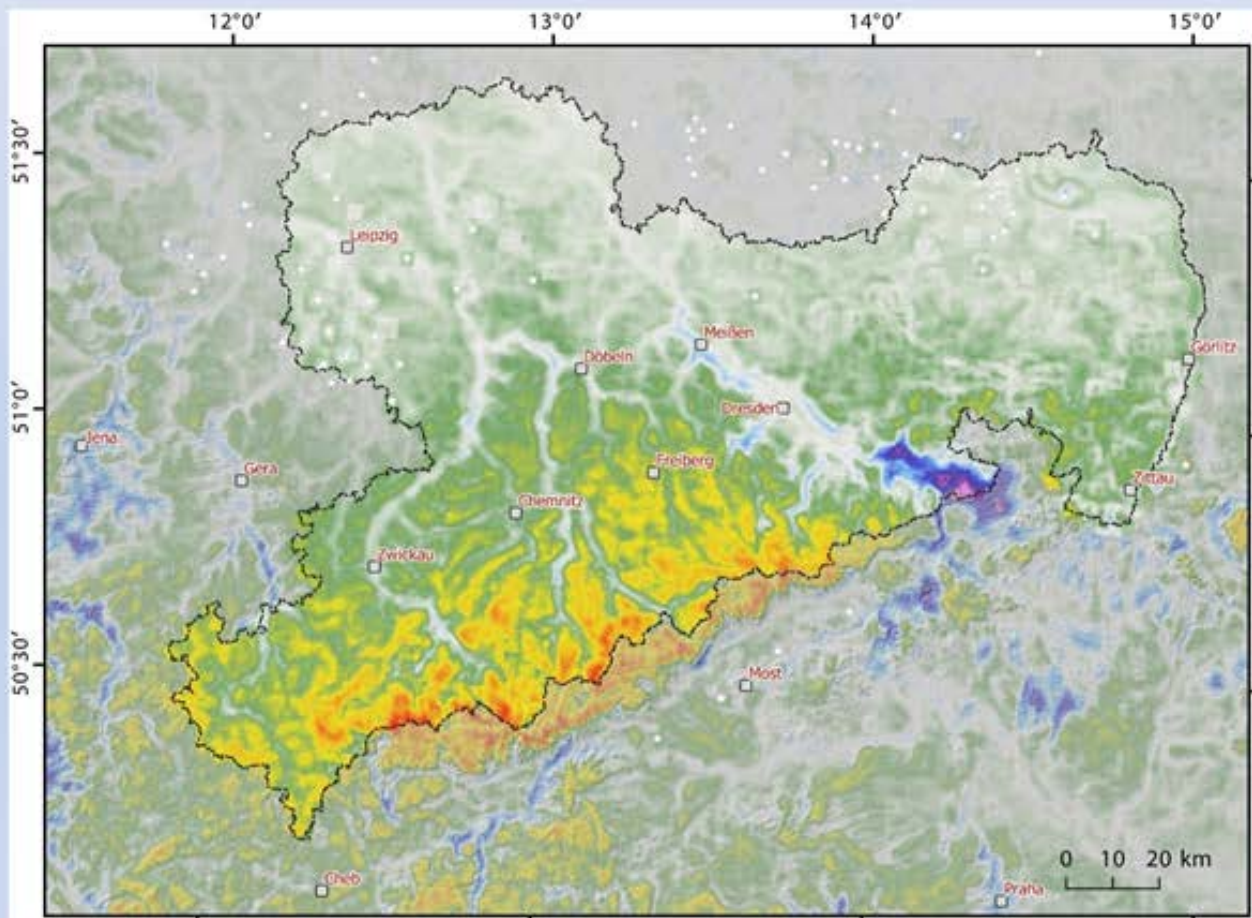 12°0′ 13°0′ 14°0′ 15°0′
51°30′
Leipzig
Meißen
Görlitz
Döbeln
51°0′
Dresden
Jena
Gera
Freiberg
Zittau
Chemnitz
Zwickau
50°30′
Most
0 10 20 km
Cheb
Praha